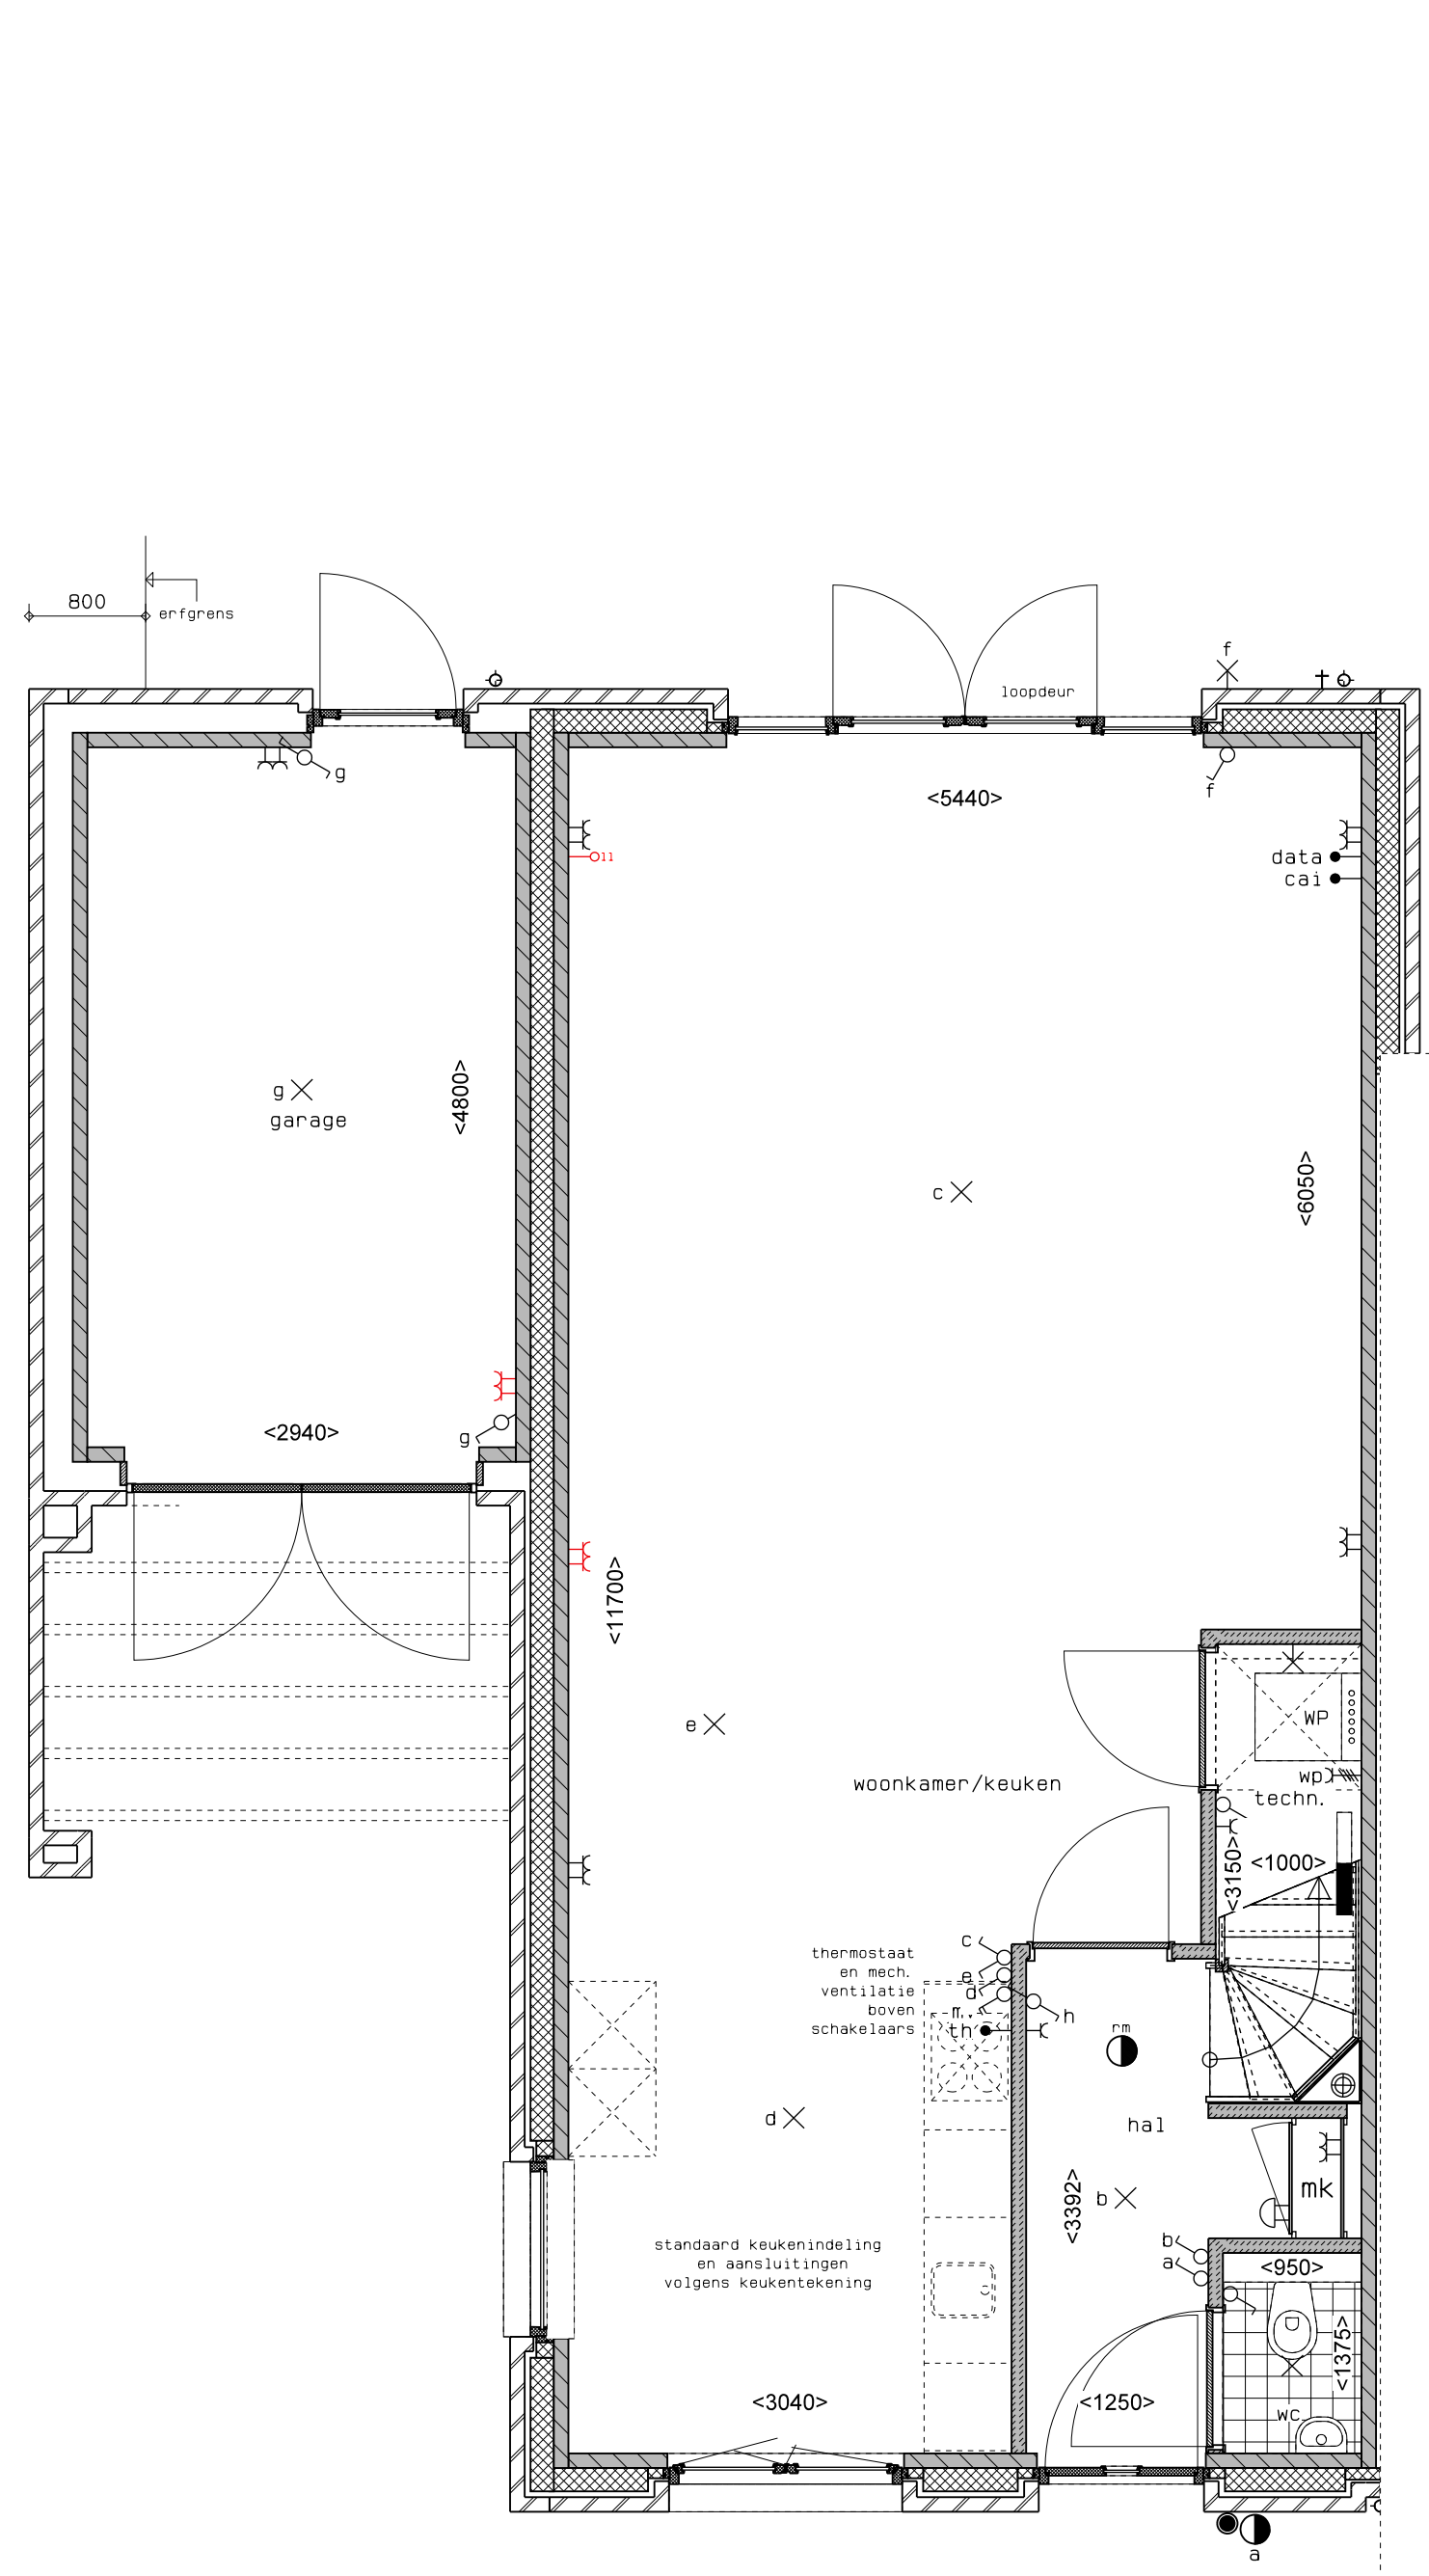 800
erfgrens
f
loopdeur
g
<5440>
f
11
data
cai
<4800>
g
garage
c
<6050>
<2940>
g
<11700>
e
WP
woonkamer/keuken
wp
techn.
<3150>
<1000>
thermostaat
en mech.
ventilatie
boven
schakelaars
c
e
d
m.v.
th
h
rm
d
hal
mk
b
<3392>
b
a
<950>
standaard keukenindeling
en aansluitingen
volgens keukentekening
<1375>
<3040>
<1250>
wc
a